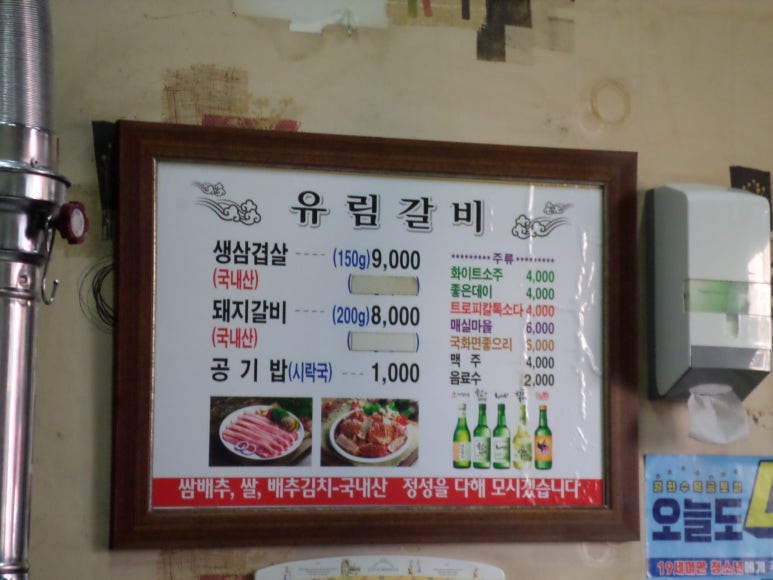 유림갈비
생삼겹살 ---- (150g) 9,000
(국내산)
돼지갈비 ---- (200g) 8,000
(국내산)
공기밥(시락국) ---- 1,000
********* 주류 *********
화이트소주 4,000
좋은데이 4,000
트로피칼톡소다 4,000
매실마을 6,000
국화면좋으리 6,000
맥주 4,000
음료수 2,000
쌈배추, 쌀, 배추김치-국내산 정성을 다해 모시겠습니다
오늘도
19세미만 청소년에게